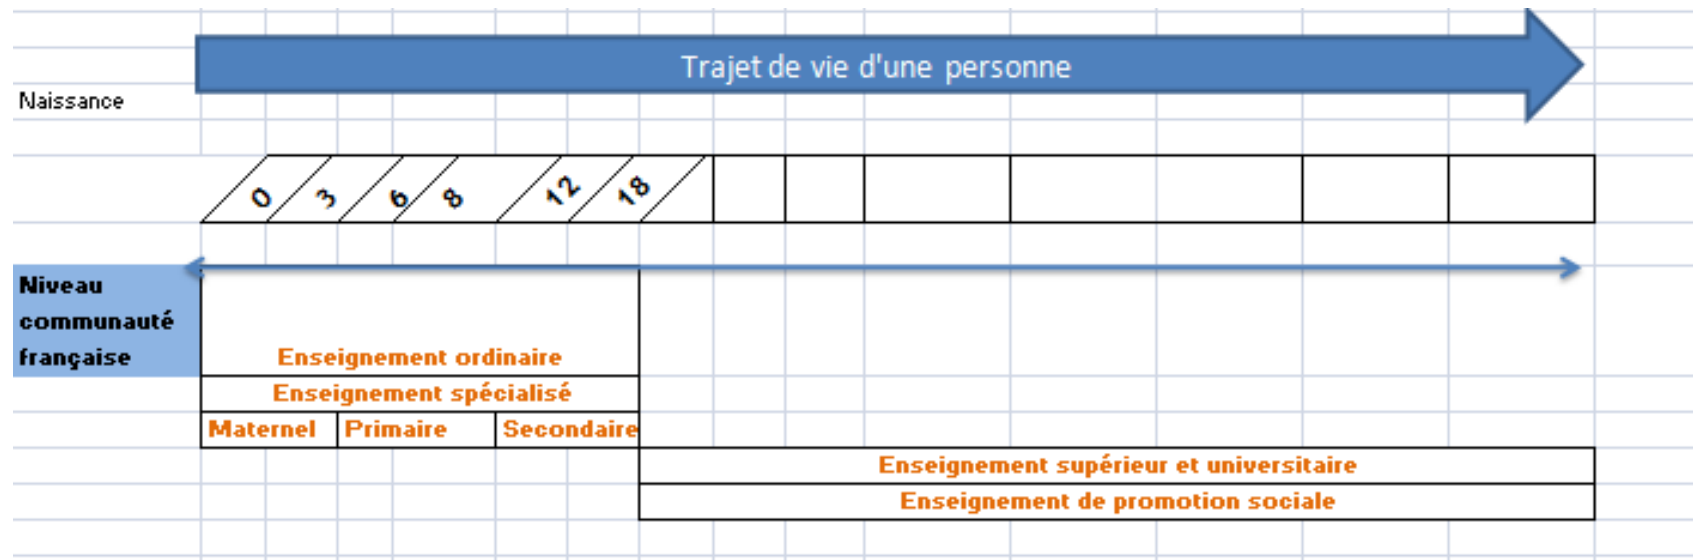 Trajet de vie d'une personne
Naissance
0 3 6 8 12 18
Niveau
communauté
française
Enseignement ordinaire
Enseignement spécialisé
Maternel Primaire Secondaire
Enseignement supérieur et universitaire
Enseignement de promotion sociale